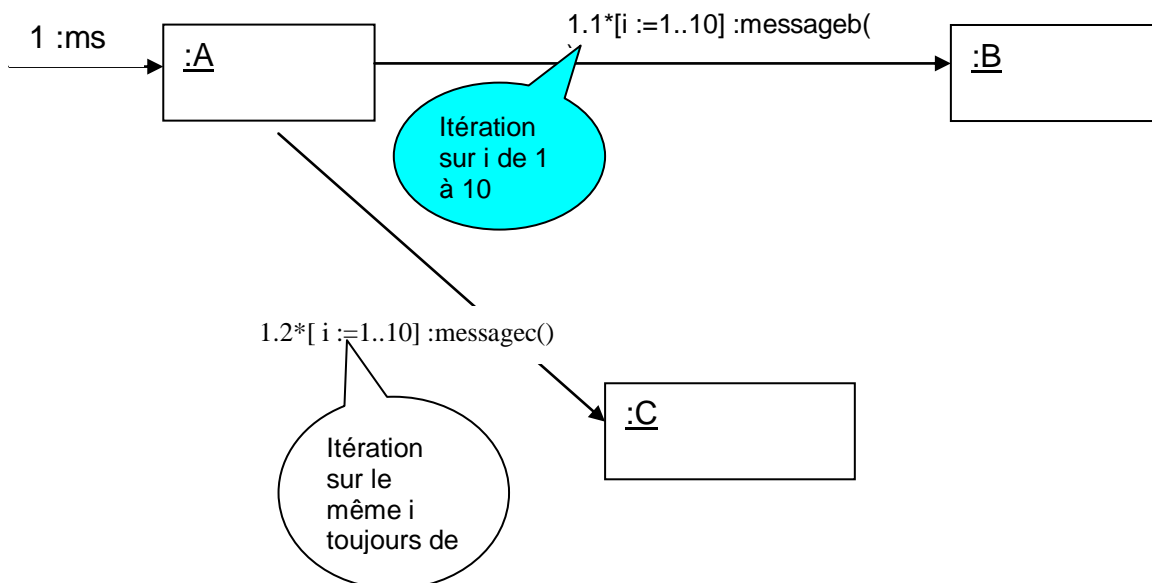 1.1*[i :=1..10] :messageb(
1 :ms
:A
:B
Itération
sur i de 1
à 10
1.2*[ i :=1..10] :messagec()
:C
Itération
sur le
même i
toujours de